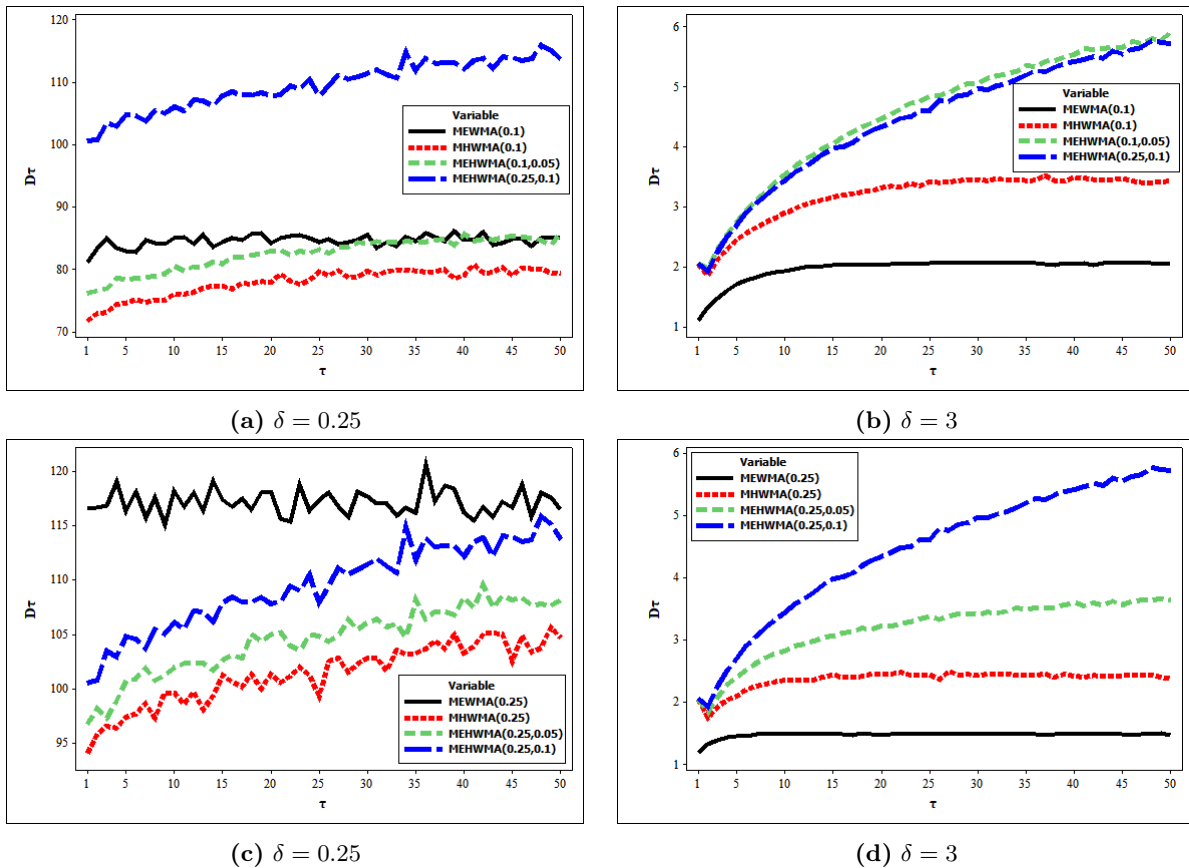 120
110
100
90
80
70
Dτ
1 5 10 15 20 25 30 35 40 45 50
τ
Variable
MEWMA(0.1)
MHWMA(0.1)
MEHWMA(0.1,0.05)
MEHWMA(0.25,0.1)
(a) δ = 0.25
6
5
4
3
2
1
Dτ
1 5 10 15 20 25 30 35 40 45 50
τ
Variable
MEWMA(0.1)
MHWMA(0.1)
MEHWMA(0.1,0.05)
MEHWMA(0.25,0.1)
(b) δ = 3
120
115
110
105
100
95
Dτ
1 5 10 15 20 25 30 35 40 45 50
τ
Variable
MEWMA(0.25)
MHWMA(0.25)
MEHWMA(0.25,0.05)
MEHWMA(0.25,0.1)
(c) δ = 0.25
6
5
4
3
2
1
Dτ
1 5 10 15 20 25 30 35 40 45 50
τ
Variable
MEWMA(0.25)
MHWMA(0.25)
MEHWMA(0.25,0.05)
MEHWMA(0.25,0.1)
(d) δ = 3